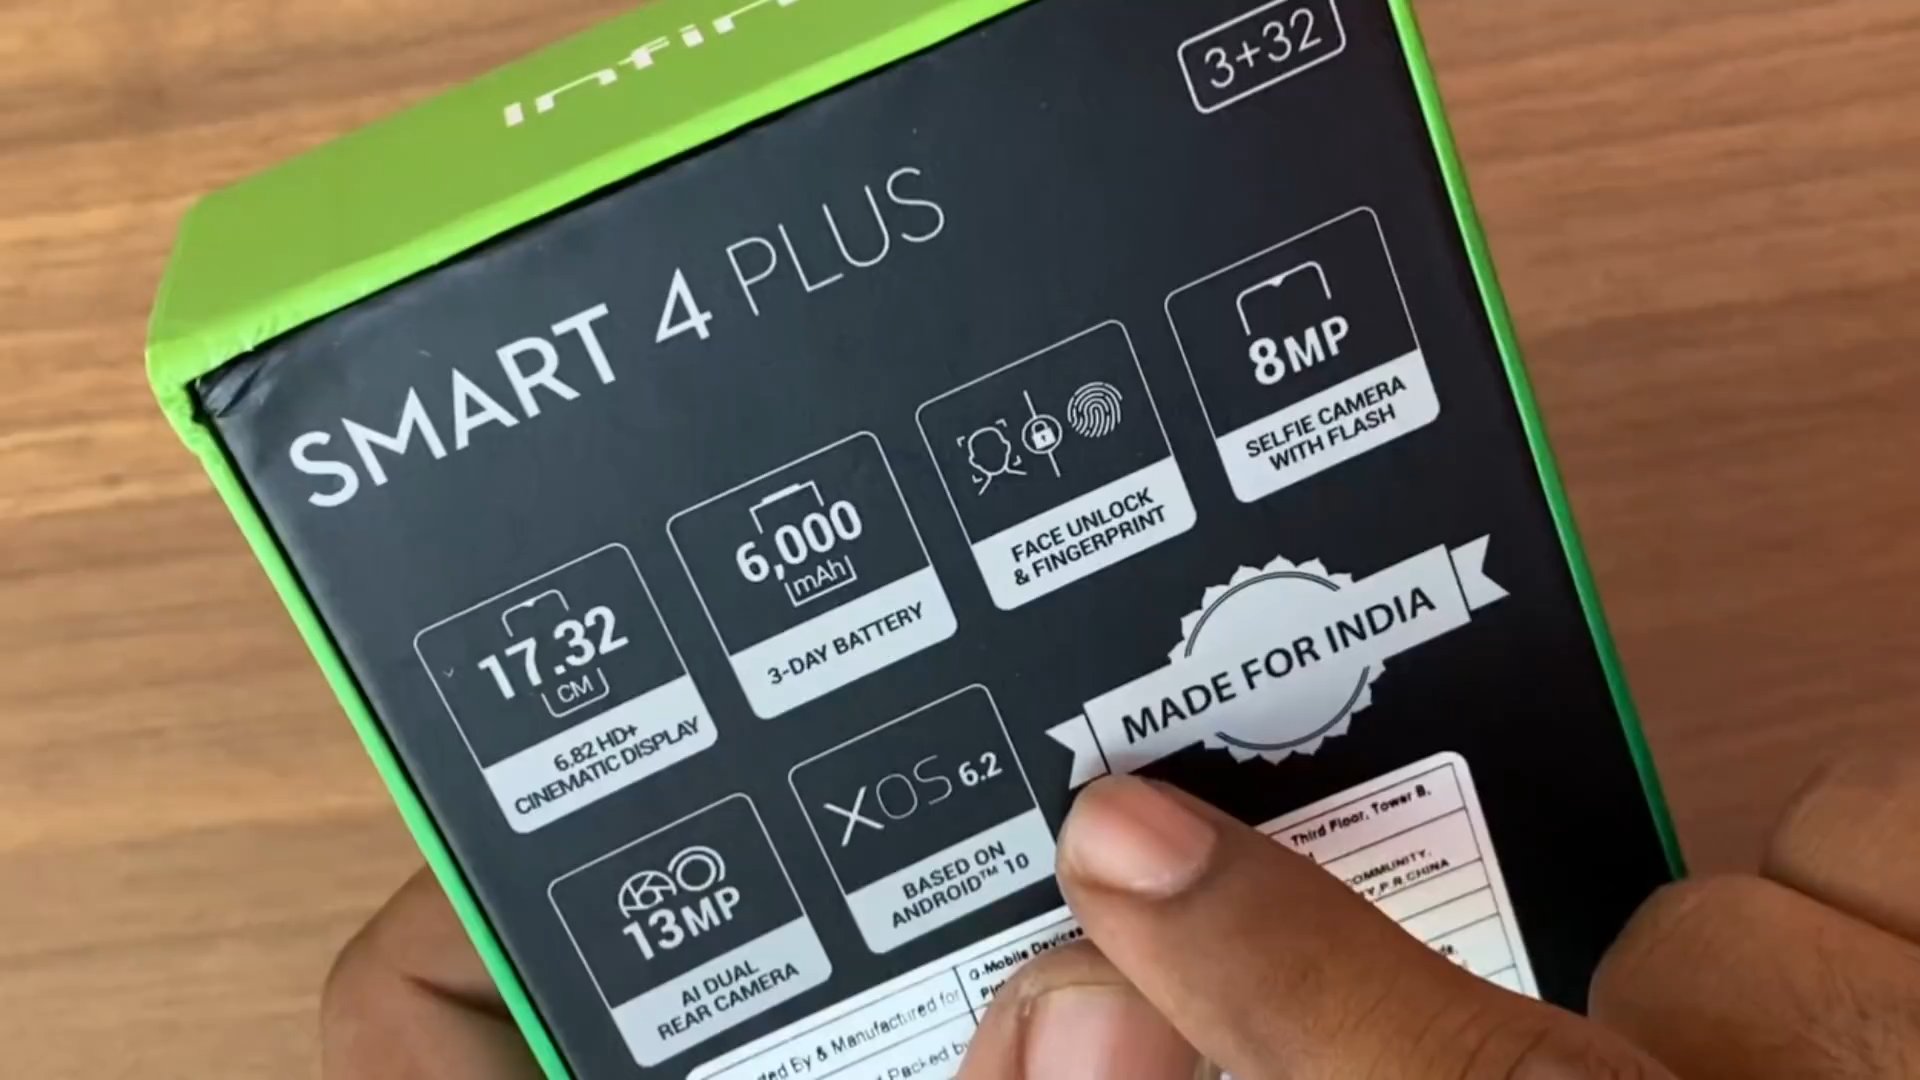 3+32
SMART 4 PLUS
17.32
CM
6.82 HD+
CINEMATIC DISPLAY
6,000
mAh
3-DAY BATTERY
FACE UNLOCK
& FINGERPRINT
8MP
SELFIE CAMERA
WITH FLASH
13MP
AI DUAL
REAR CAMERA
XOS 6.2
BASED ON
ANDROID™ 10
MADE FOR INDIA
Third Floor, Tower B,
COMMUNITY,
P.R CHINA
By & Manufactured for
Mobile Devices
Packed by